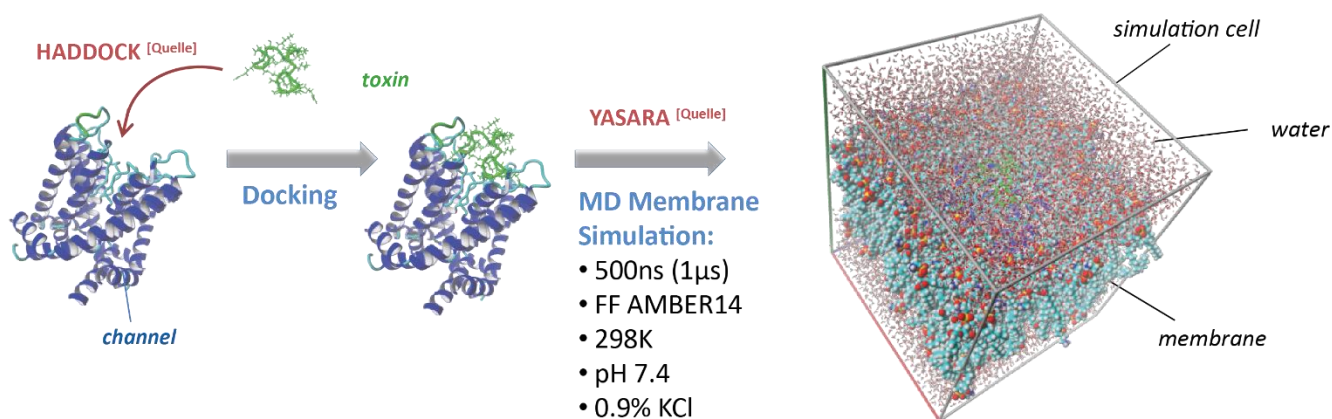 HADDOCK [Quelle]
toxin
channel
Docking
YASARA [Quelle]
MD Membrane
Simulation:
• 500ns (1µs)
• FF AMBER14
• 298K
• pH 7.4
• 0.9% KCl
simulation cell
water
membrane